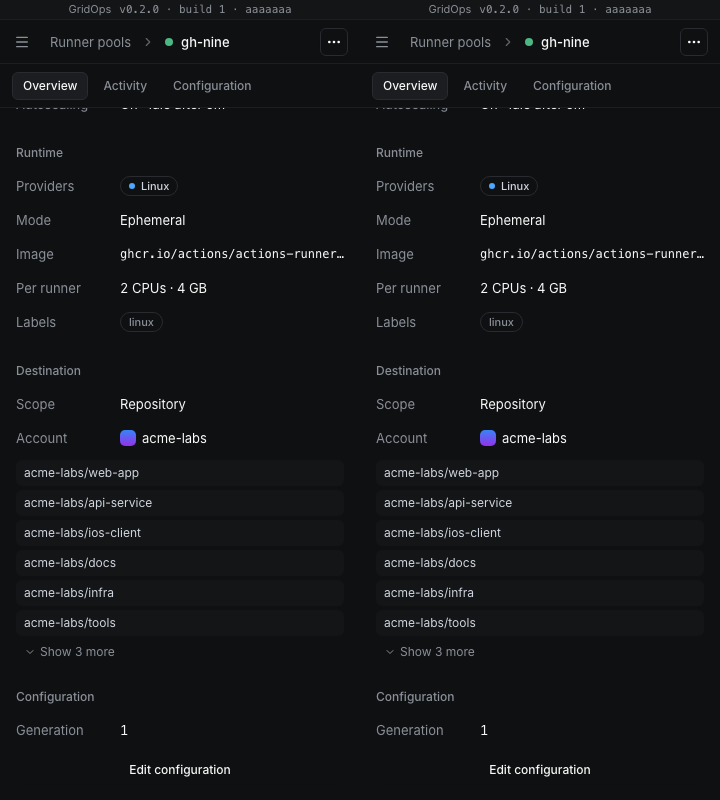 GridOps v0.2.0 · build 1 · aaaaaaa
Runner pools > gh-nine
Overview Activity Configuration
Runtime
Providers Linux
Mode Ephemeral
Image ghcr.io/actions/actions-runner…
Per runner 2 CPUs · 4 GB
Labels linux
Destination
Scope Repository
Account acme-labs
acme-labs/web-app
acme-labs/api-service
acme-labs/ios-client
acme-labs/docs
acme-labs/infra
acme-labs/tools
Show 3 more
Configuration
Generation 1
Edit configuration
GridOps v0.2.0 · build 1 · aaaaaaa
Runner pools > gh-nine
Overview Activity Configuration
Runtime
Providers Linux
Mode Ephemeral
Image ghcr.io/actions/actions-runner…
Per runner 2 CPUs · 4 GB
Labels linux
Destination
Scope Repository
Account acme-labs
acme-labs/web-app
acme-labs/api-service
acme-labs/ios-client
acme-labs/docs
acme-labs/infra
acme-labs/tools
Show 3 more
Configuration
Generation 1
Edit configuration